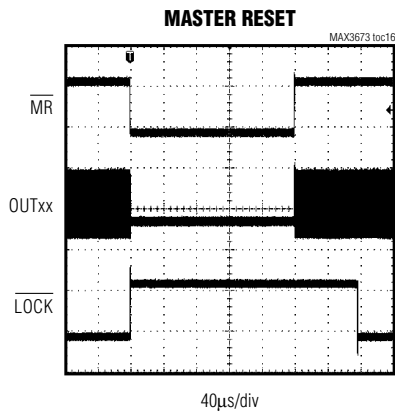 MASTER RESET
MAX3673 toc16
T
MR
OUTxx
LOCK
40μs/div